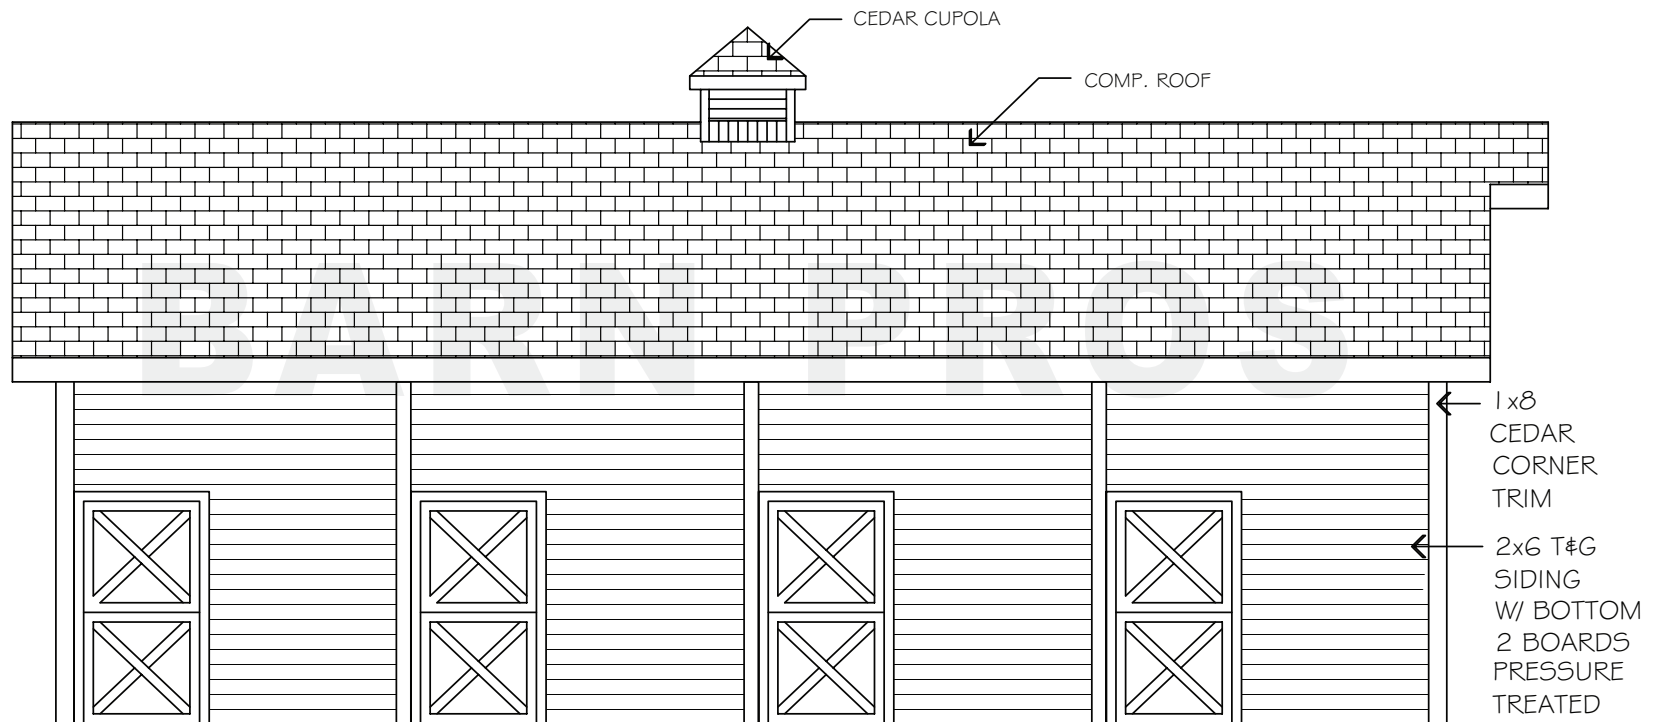 CEDAR CUPOLA
COMP. ROOF
BARN PROS
1x8
CEDAR
CORNER
TRIM
2x6 T&G
SIDING
W/ BOTTOM
2 BOARDS
PRESSURE
TREATED